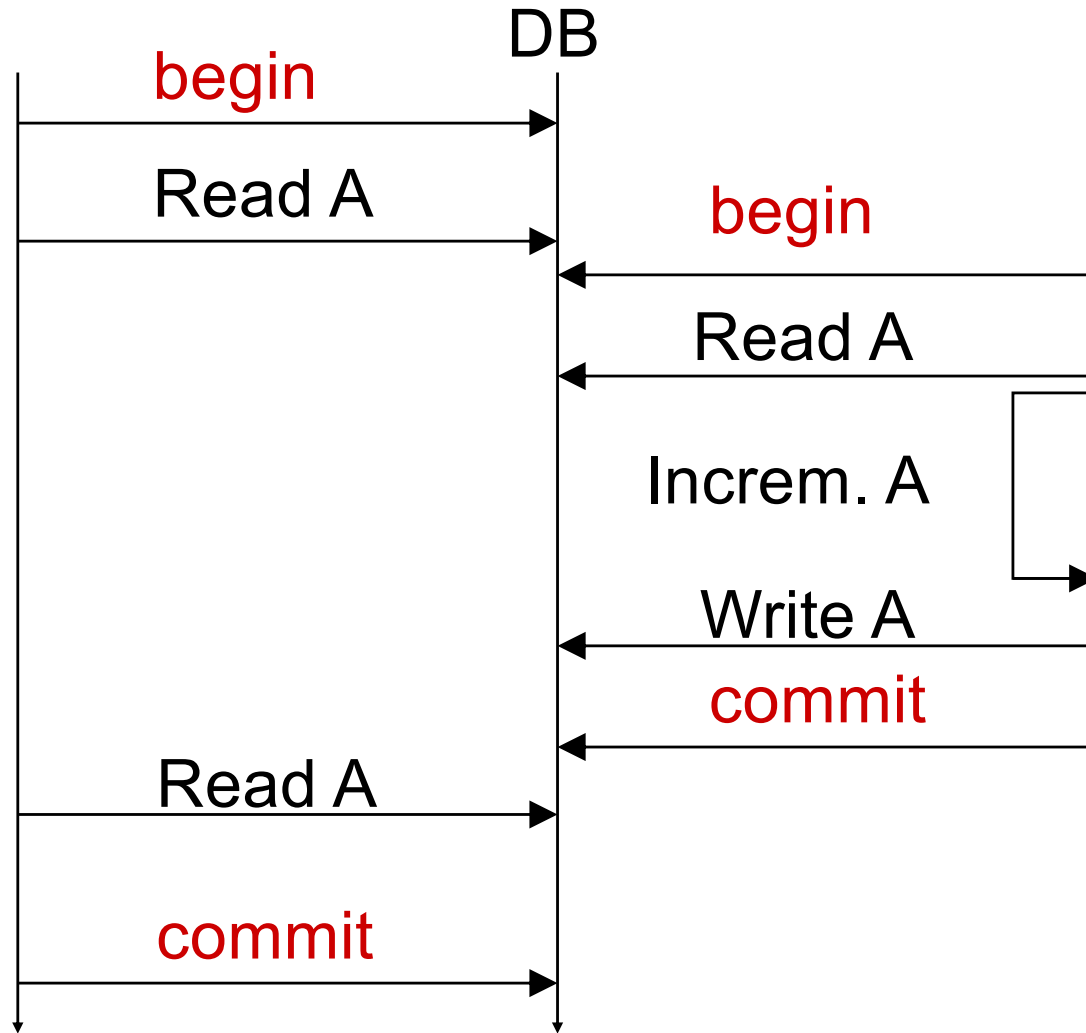 DB
begin
Read A
begin
Read A
Increm. A
Write A
commit
Read A
commit